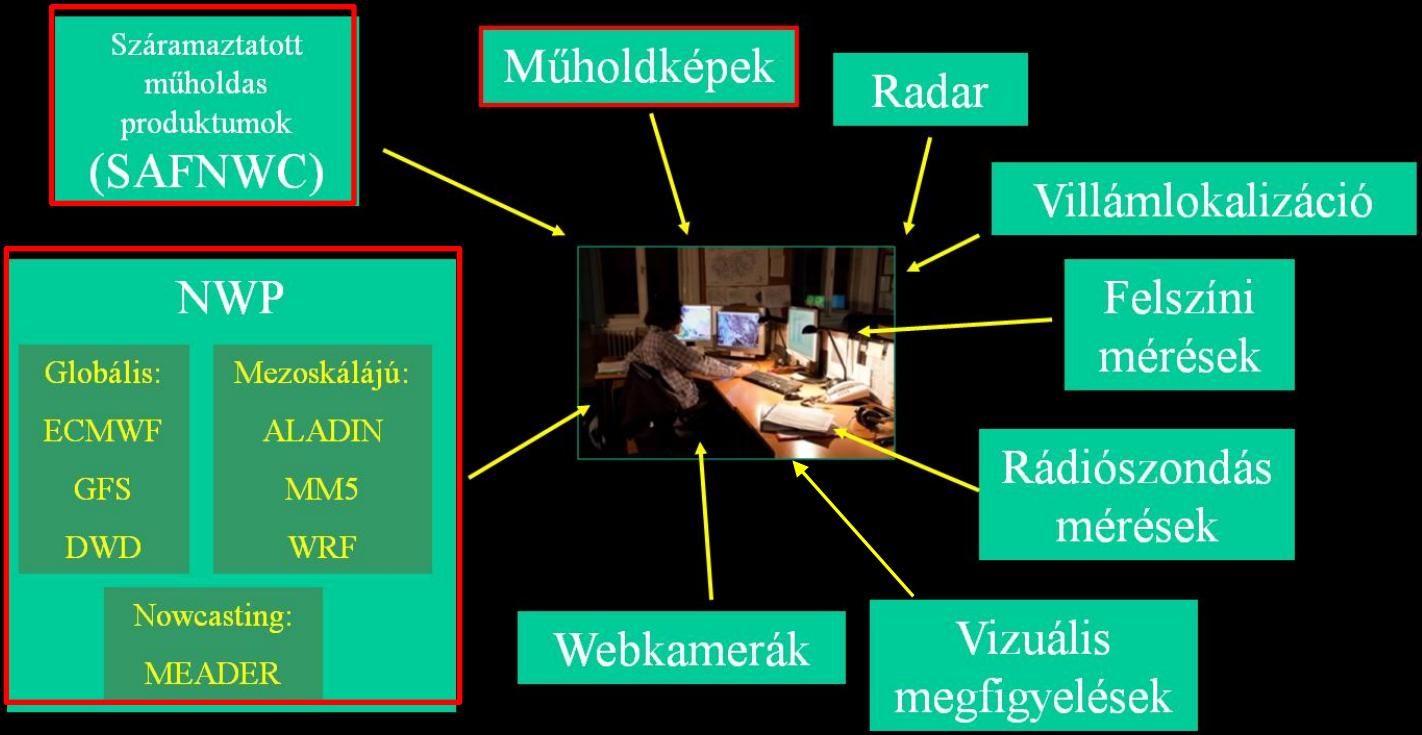 Száramaztatott
műholdas
produktumok
(SAFNWC)
Műholdképek
Radar
Villámlokalizáció
Felszíni
mérések
Rádiószondás
mérések
Vizuális
megfigyelések
Webkamerák
NWP
Globális:
ECMWF
GFS
DWD
Mezoskálájú:
ALADIN
MM5
WRF
Nowcasting:
MEADER